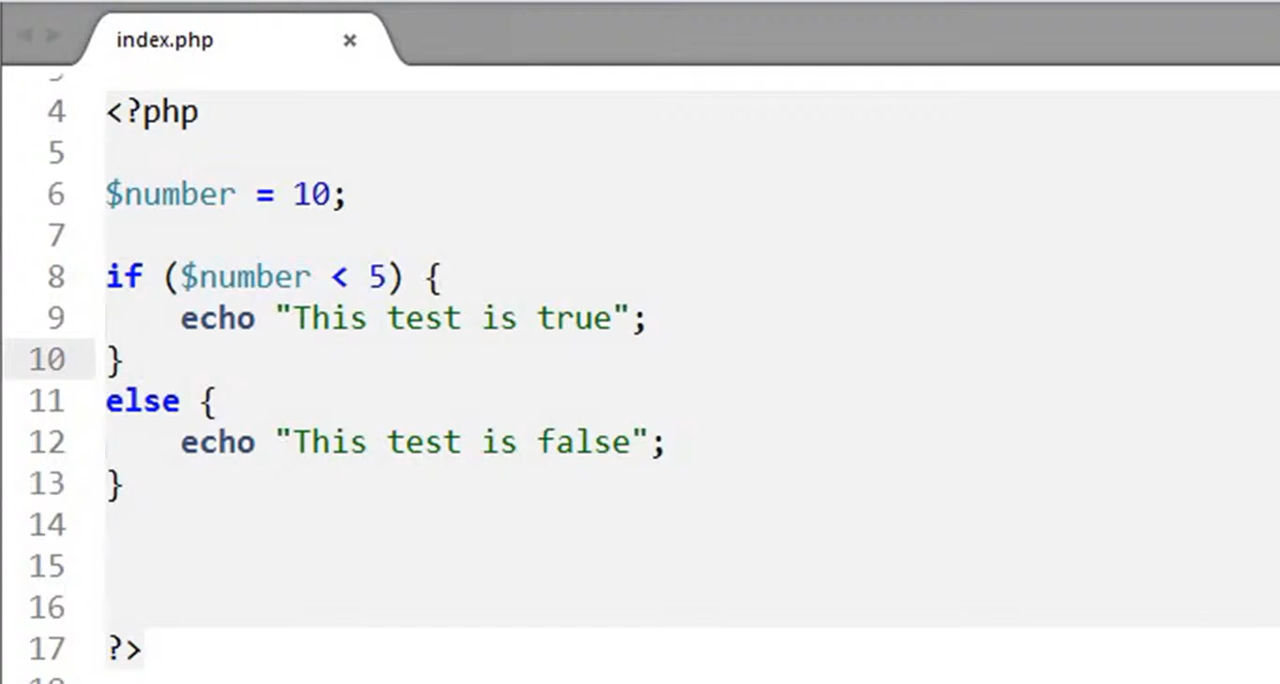 index.php ×
4 <?php
5
6 $number = 10;
7
8 if ($number < 5) {
9     echo "This test is true";
10 }
11 else {
12     echo "This test is false";
13 }
14
15
16
17 ?>